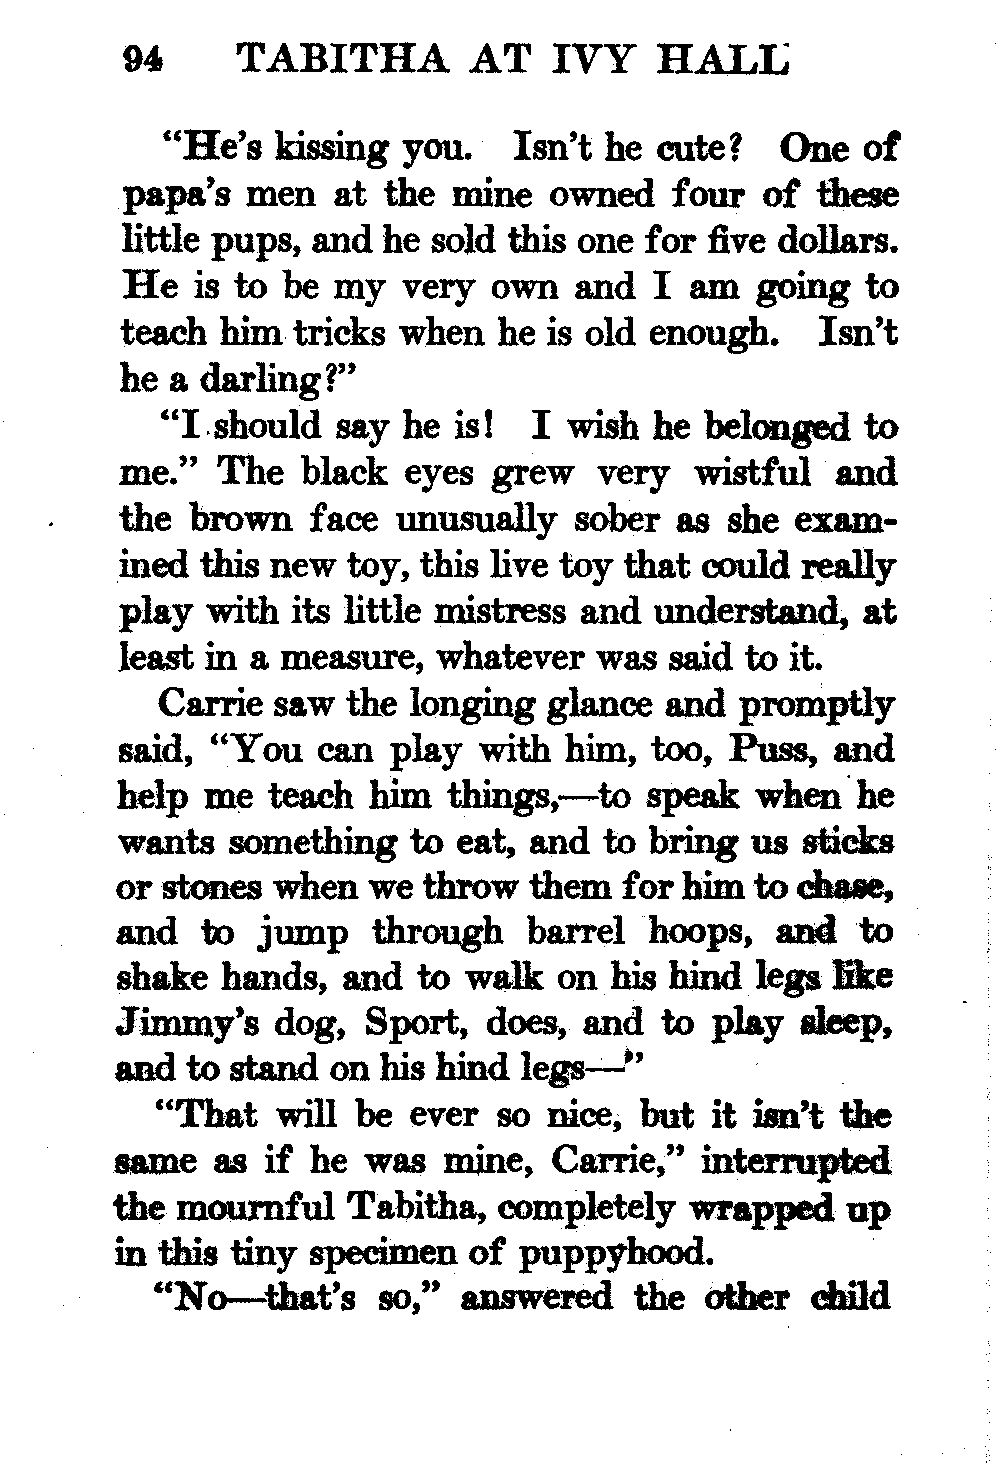 94 TABITHA AT IVY HALL
“He’s kissing you. Isn’t he cute? One of
papa’s men at the mine owned four of these
little pups, and he sold this one for five dollars.
He is to be my very own and I am going to
teach him tricks when he is old enough. Isn’t
he a darling?”
“I should say he is! I wish he belonged to
me.” The black eyes grew very wistful and
the brown face unusually sober as she exam-
ined this new toy, this live toy that could really
play with its little mistress and understand, at
least in a measure, whatever was said to it.
Carrie saw the longing glance and promptly
said, “You can play with him, too, Puss, and
help me teach him things,—to speak when he
wants something to eat, and to bring us sticks
or stones when we throw them for him to chase,
and to jump through barrel hoops, and to
shake hands, and to walk on his hind legs like
Jimmy’s dog, Sport, does, and to play sleep,
and to stand on his hind legs—”
“That will be ever so nice, but it isn’t the
same as if he was mine, Carrie,” interrupted
the mournful Tabitha, completely wrapped up
in this tiny specimen of puppyhood.
“No—that’s so,” answered the other child